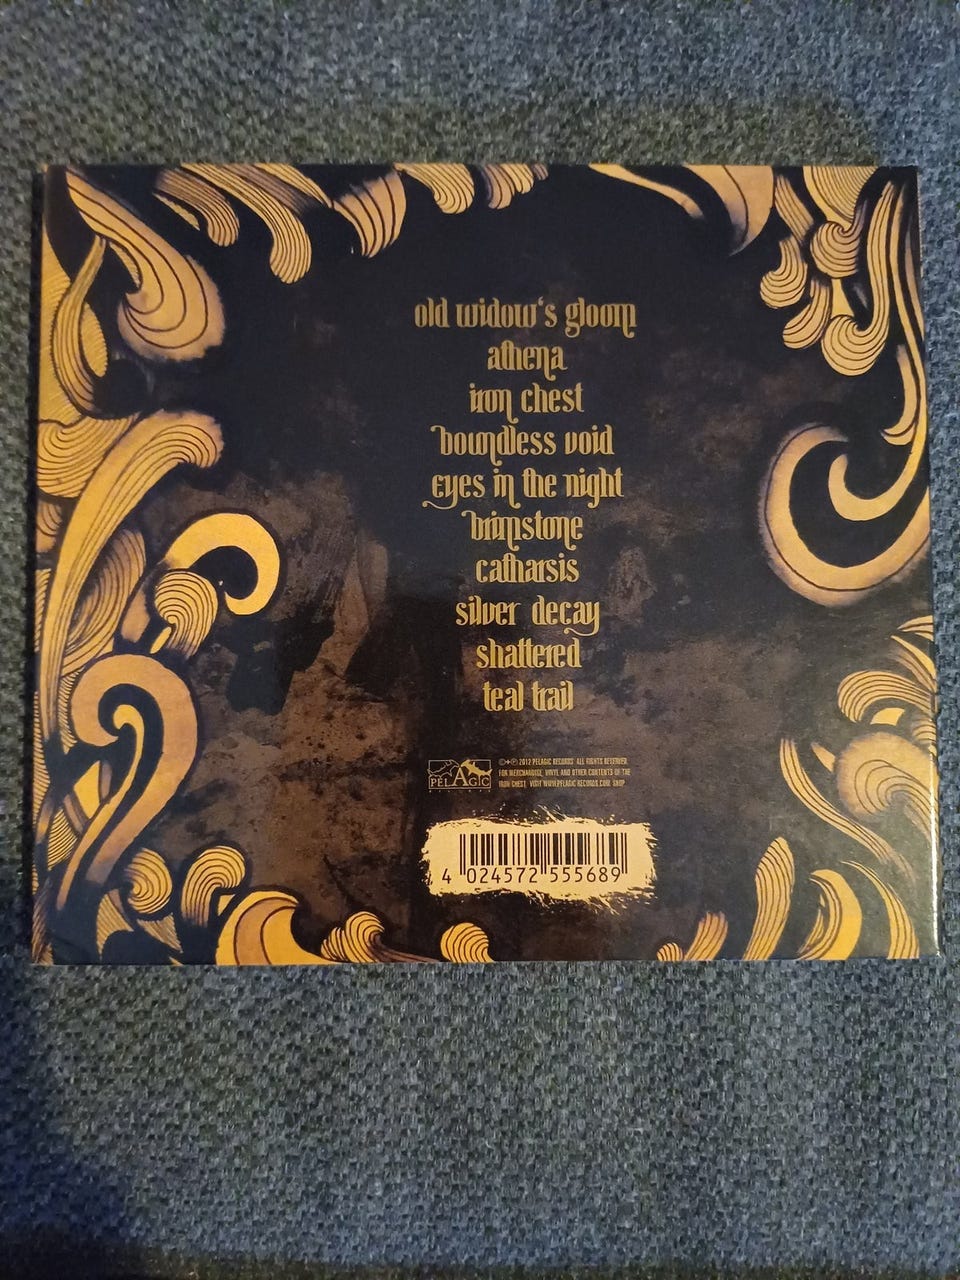 old widow's gloom
athena
iron chest
boundless void
eyes in the night
brimstone
catharsis
silver decay
shattered
teal trail
PELAGIC
RECORDS
©+℗ 2012 PELAGIC RECORDS. ALL RIGHTS RESERVED.
FOR MERCHANDISE, VINYL AND OTHER CONTENTS OF THE
IRON CHEST, VISIT WWW.PELAGIC-RECORDS.COM/SHOP
4 024572 555689